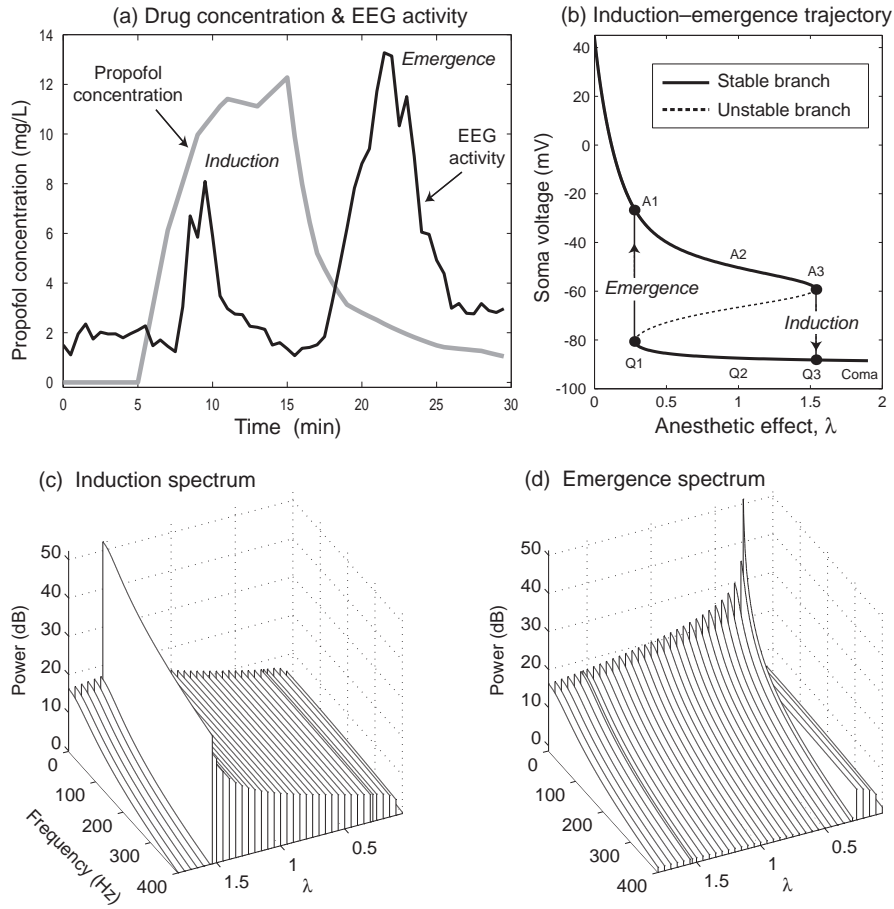 (a) Drug concentration & EEG activity
14
12
10
8
6
4
2
0
Propofol concentration (mg/L)
Propofol
concentration
Induction
Emergence
EEG
activity
0
5
10
15
20
25
30
Time (min)
(b) Induction–emergence trajectory
40
20
0
-20
-40
-60
-80
-100
Soma voltage (mV)
Stable branch
Unstable branch
A1
A2
A3
Emergence
Induction
Q1
Q2
Q3
Coma
0
0.5
1
1.5
2
Anesthetic effect, λ
(c) Induction spectrum
50
40
30
20
10
0
Power (dB)
0
100
200
300
400
Frequency (Hz)
1.5
1
0.5
λ
(d) Emergence spectrum
50
40
30
20
10
0
Power (dB)
0
100
200
300
400
1.5
1
0.5
λ